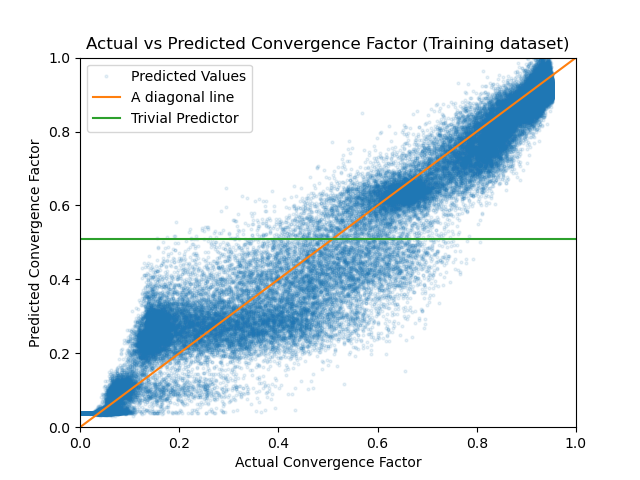 Actual vs Predicted Convergence Factor (Training dataset)
Predicted Values
A diagonal line
Trivial Predictor
Predicted Convergence Factor
1.0
0.8
0.6
0.4
0.2
0.0
0.0 0.2 0.4 0.6 0.8 1.0
Actual Convergence Factor